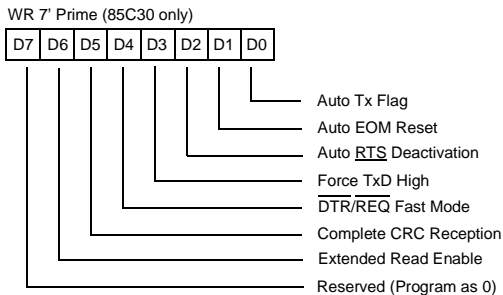 WR 7' Prime (85C30 only)
D7 D6 D5 D4 D3 D2 D1 D0
Auto Tx Flag
Auto EOM Reset
Auto RTS Deactivation
Force TxD High
DTR/REQ Fast Mode
Complete CRC Reception
Extended Read Enable
Reserved (Program as 0)